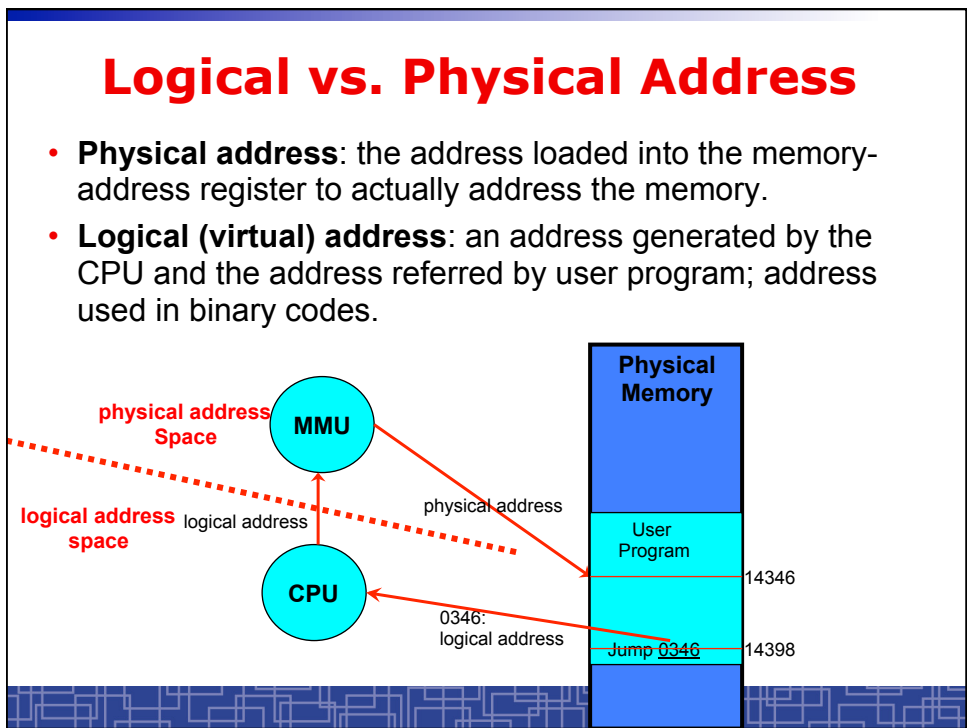 Logical vs. Physical Address
• Physical address: the address loaded into the memory-
address register to actually address the memory.
• Logical (virtual) address: an address generated by the
CPU and the address referred by user program; address
used in binary codes.
Physical
Memory
physical address
Space
MMU
logical address
space
logical address
physical address
User
Program
14346
CPU
0346:
logical address
Jump 0346
14398